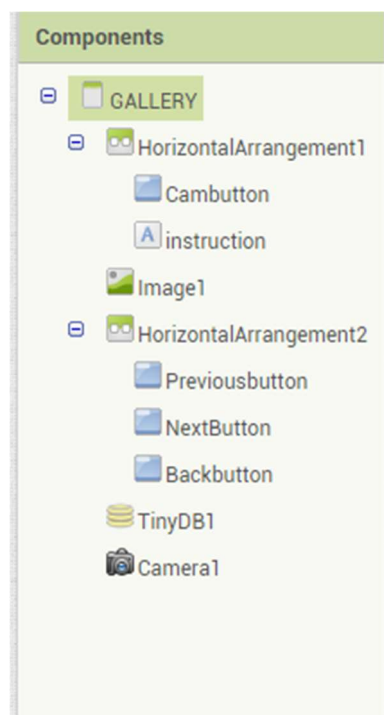 Components
GALLERY
HorizontalArrangement1
Cambutton
A instruction
Image1
HorizontalArrangement2
Previousbutton
NextButton
Backbutton
TinyDB1
Camera1